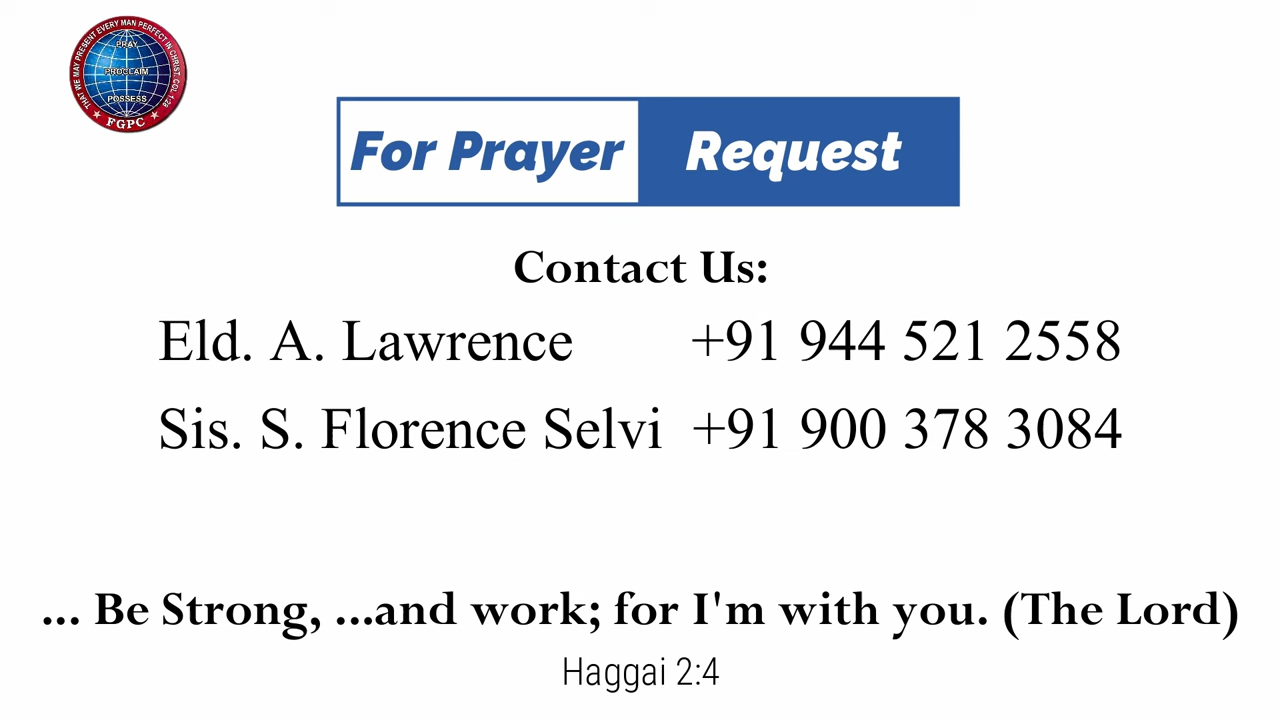 THAT WE MAY PRESENT EVERY MAN PERFECT IN CHRIST. COL 1:28
PRAY
PROCLAIM
POSSESS
FGPC
For Prayer Request
Contact Us:
Eld. A. Lawrence +91 944 521 2558
Sis. S. Florence Selvi +91 900 378 3084
... Be Strong, ...and work; for I'm with you. (The Lord)
Haggai 2:4